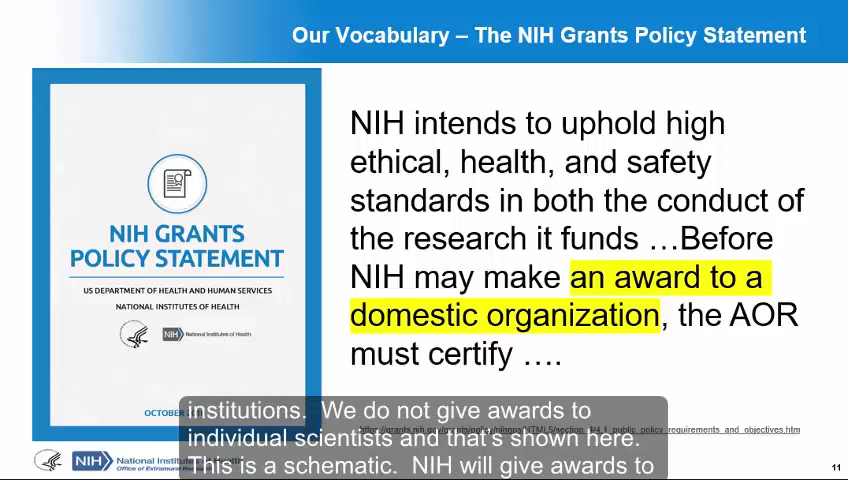 Our Vocabulary – The NIH Grants Policy Statement
NIH GRANTS
POLICY STATEMENT
US DEPARTMENT OF HEALTH AND HUMAN SERVICES
NATIONAL INSTITUTES OF HEALTH
NIH National Institutes of Health
OCTOBER
NIH intends to uphold high
ethical, health, and safety
standards in both the conduct of
the research it funds …Before
NIH may make an award to a
domestic organization, the AOR
must certify ….
institutions. We do not give awards to
individual scientists and that's shown here.
This is a schematic. NIH will give awards to
NIH National Institutes of Health
Office of Extramural
11